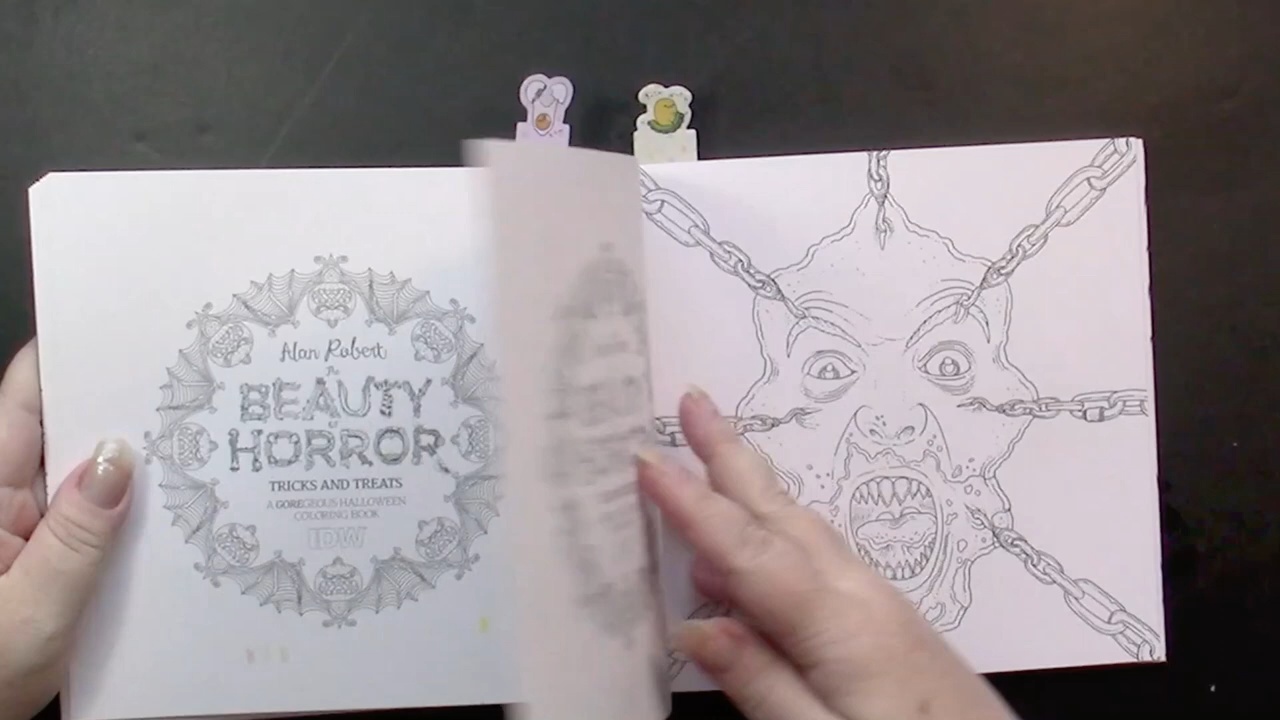 Alan Robert
The
BEAUTY
OF
HORROR
TRICKS AND TREATS
A GOREGEOUS HALLOWEEN
COLORING BOOK
IDW